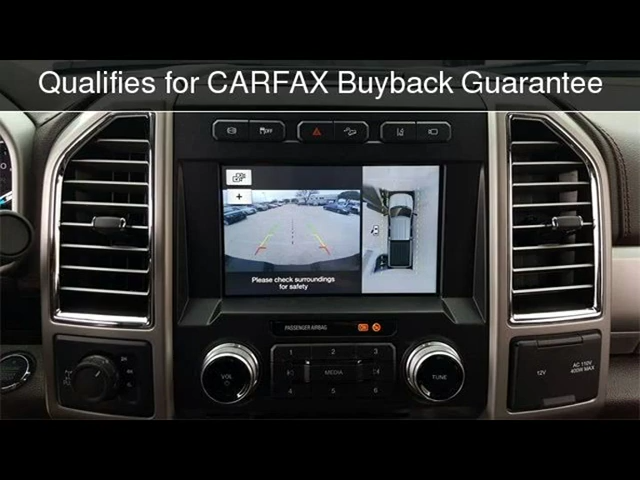 Qualifies for CARFAX Buyback Guarantee
OFF
+
Please check surroundings
for safety
PASSENGER AIRBAG
1 2 3
VOL
MEDIA
TUNE
4 5 6
12V
AC 110V
400W MAX